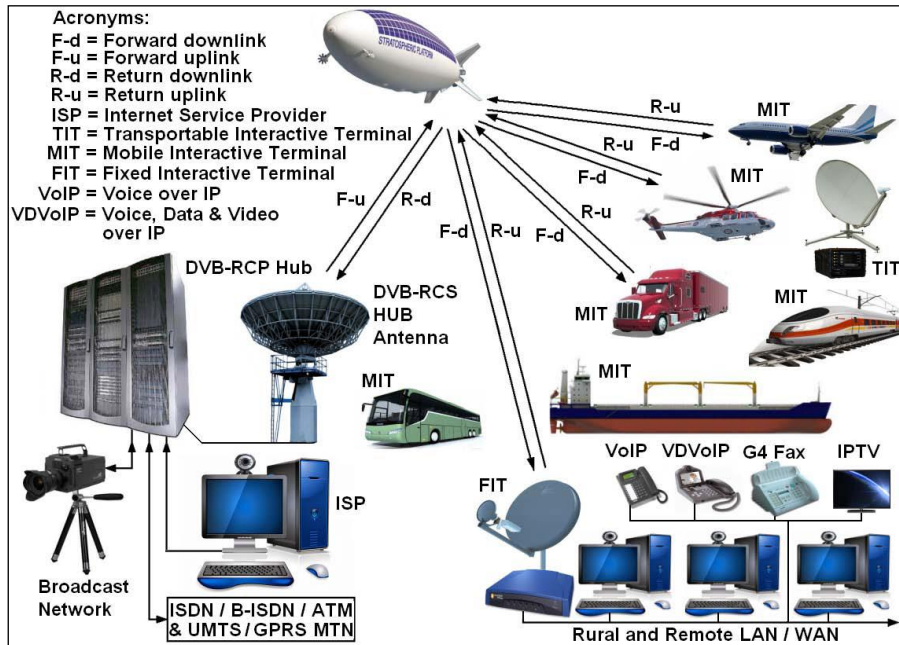 Acronyms:
F-d = Forward downlink
F-u = Forward uplink
R-d = Return downlink
R-u = Return uplink
ISP = Internet Service Provider
TIT = Transportable Interactive Terminal
MIT = Mobile Interactive Terminal
FIT = Fixed Interactive Terminal
VoIP = Voice over IP
VDVoIP = Voice, Data & Video
over IP
STRATOSPHERIC PLATFORM
R-u
F-d
MIT
R-u
F-d
MIT
F-u
R-d
F-d
R-u
F-d
R-u
TIT
MIT
MIT
DVB-RCP Hub
DVB-RCS
HUB
Antenna
MIT
MIT
VoIP
VDVoIP
G4 Fax
IPTV
FIT
ISP
Broadcast
Network
ISDN / B-ISDN / ATM
& UMTS / GPRS MTN
Rural and Remote LAN / WAN